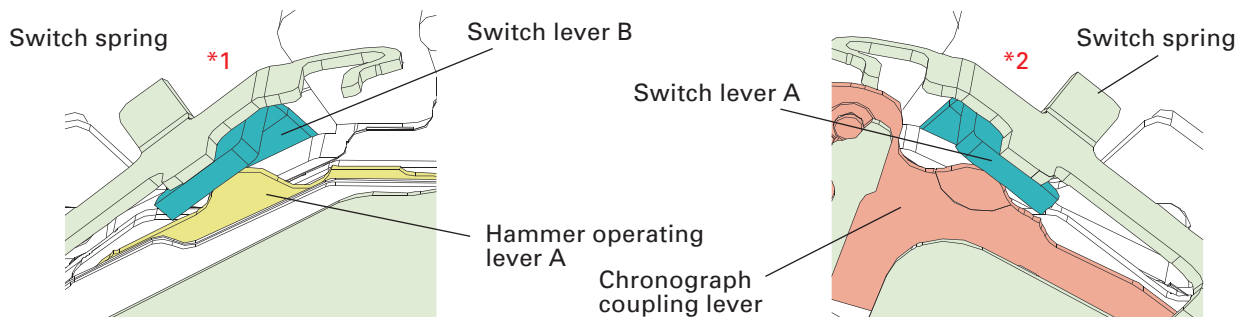 Switch spring
*1
Switch lever B
Hammer operating
lever A
*2
Switch spring
Switch lever A
Chronograph
coupling lever